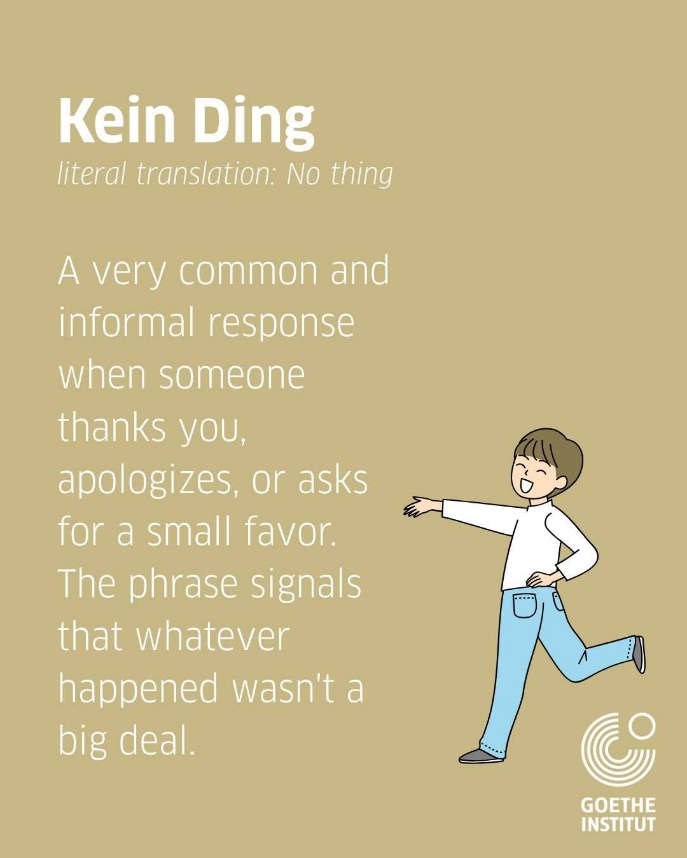 Kein Ding
literal translation: No thing
A very common and
informal response
when someone
thanks you,
apologizes, or asks
for a small favor.
The phrase signals
that whatever
happened wasn't a
big deal.
GOETHE
INSTITUT